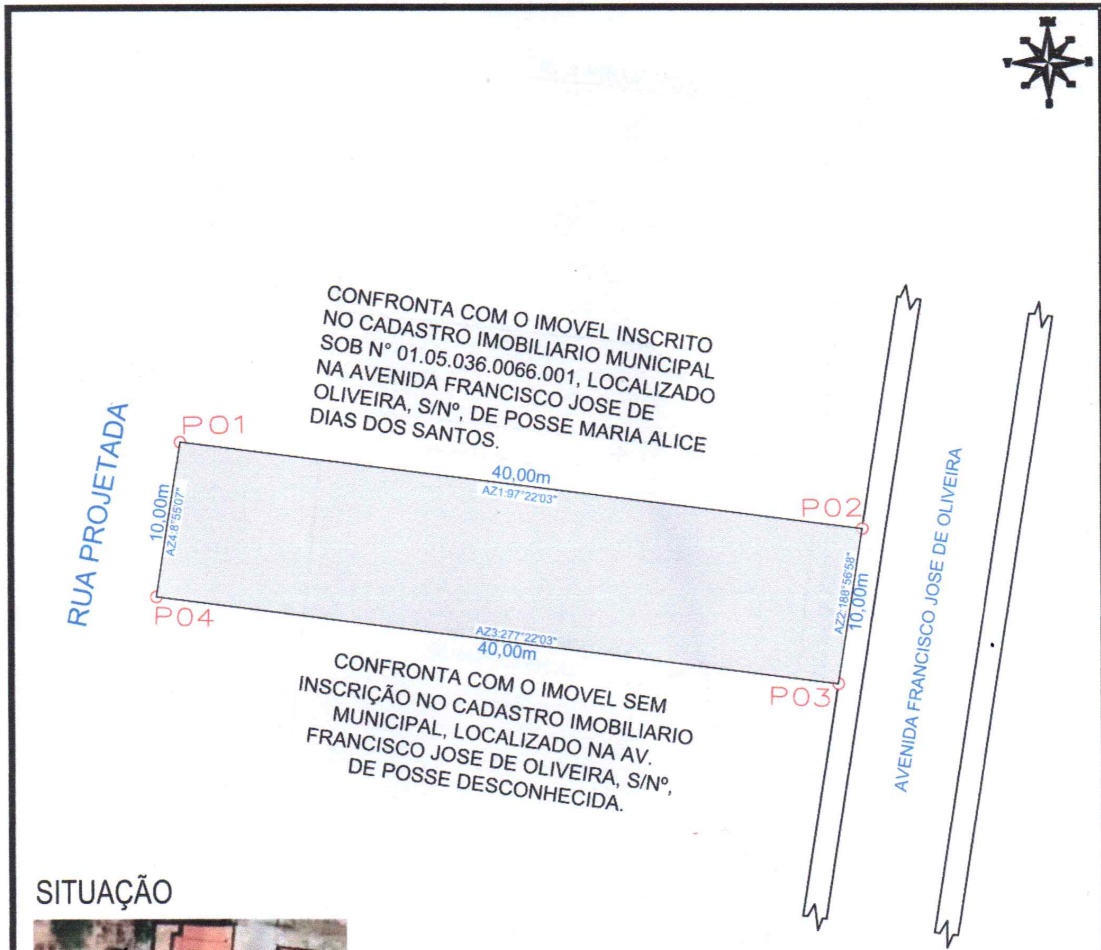 CONFRONTA COM O IMOVEL INSCRITO
NO CADASTRO IMOBILIARIO MUNICIPAL
SOB N° 01.05.036.0066.001, LOCALIZADO
NA AVENIDA FRANCISCO JOSE DE
OLIVEIRA, S/Nº, DE POSSE MARIA ALICE
DIAS DOS SANTOS.
RUA PROJETADA
P01
40,00m
AZ1:97°22'03"
P02
10,00m
AZ4:8°55'07"
AZ2:188°56'58"
10,00m
AVENIDA FRANCISCO JOSE DE OLIVEIRA
P04
AZ3:277°22'03"
40,00m
P03
CONFRONTA COM O IMOVEL SEM
INSCRIÇÃO NO CADASTRO IMOBILIARIO
MUNICIPAL, LOCALIZADO NA AV.
FRANCISCO JOSE DE OLIVEIRA, S/Nº,
DE POSSE DESCONHECIDA.
SITUAÇÃO